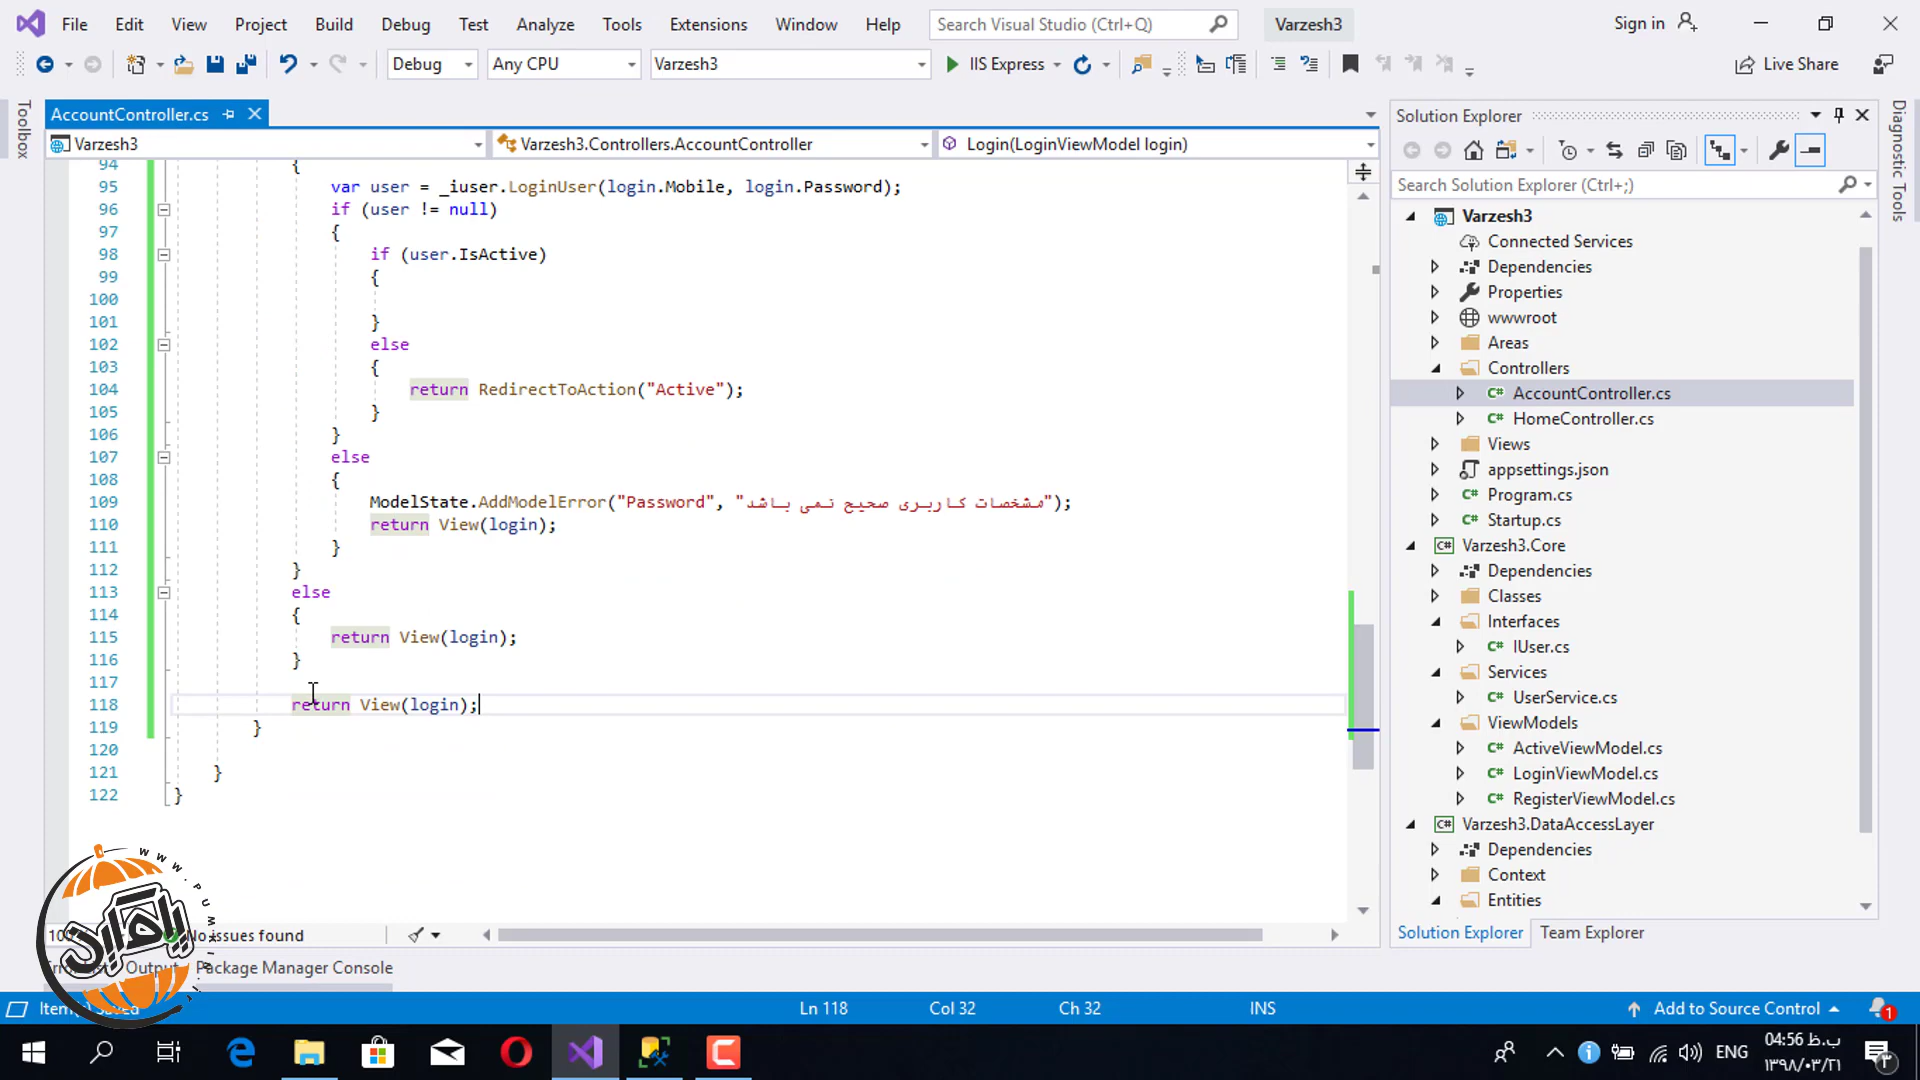 File Edit View Project Build Debug Test Analyze Tools Extensions Window Help Search Visual Studio (Ctrl+Q) Varzesh3 Sign in
Debug Any CPU Varzesh3 IIS Express Live Share
Toolbox
AccountController.cs
Varzesh3 Varzesh3.Controllers.AccountController Login(LoginViewModel login)
94 {
95 var user = _iuser.LoginUser(login.Mobile, login.Password);
96 if (user != null)
97 {
98 if (user.IsActive)
99 {
100
101 }
102 else
103 {
104 return RedirectToAction("Active");
105 }
106 }
107 else
108 {
109 ModelState.AddModelError("Password", "مشخصات کاربری صحیح نمی باشد");
110 return View(login);
111 }
112 }
113 else
114 {
115 return View(login);
116 }
117
118 return View(login);
119 }
120
121 }
122 }
No issues found
Output Package Manager Console
Solution Explorer
Search Solution Explorer (Ctrl+;)
Varzesh3
Connected Services
Dependencies
Properties
wwwroot
Areas
Controllers
AccountController.cs
HomeController.cs
Views
appsettings.json
Program.cs
Startup.cs
Varzesh3.Core
Dependencies
Classes
Interfaces
IUser.cs
Services
UserService.cs
ViewModels
ActiveViewModel.cs
LoginViewModel.cs
RegisterViewModel.cs
Varzesh3.DataAccessLayer
Dependencies
Context
Entities
Solution Explorer Team Explorer
Diagnostic Tools
Ln 118 Col 32 Ch 32 INS Add to Source Control 1
ENG
04:56 ب.ظ
۱۳۹۸/۰۳/۲۱
۳